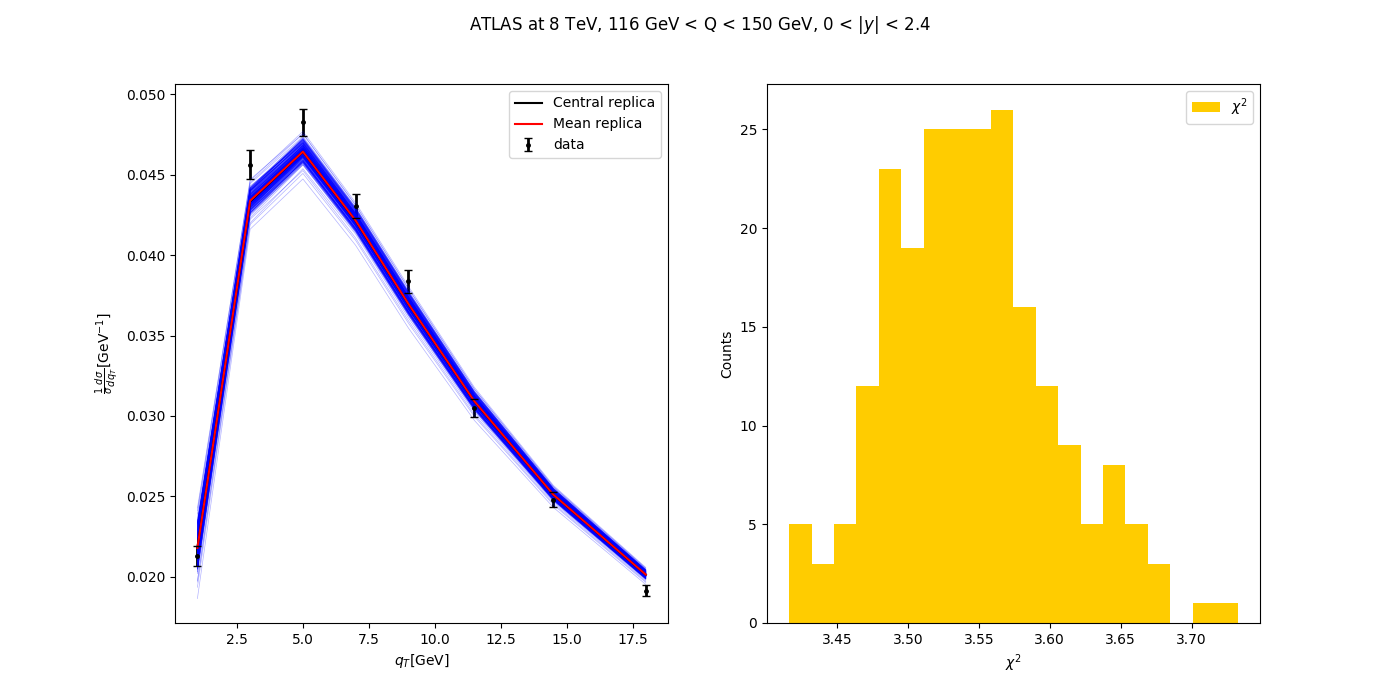 ATLAS at 8 TeV, 116 GeV < Q < 150 GeV, 0 < |y| < 2.4
0.050
0.045
0.040
0.035
0.030
0.025
0.020
1/σ dσ/dq_T [GeV⁻¹]
Central replica
Mean replica
data
2.5 5.0 7.5 10.0 12.5 15.0 17.5
q_T[GeV]
25
20
15
10
5
0
Counts
χ²
3.45 3.50 3.55 3.60 3.65 3.70
χ²